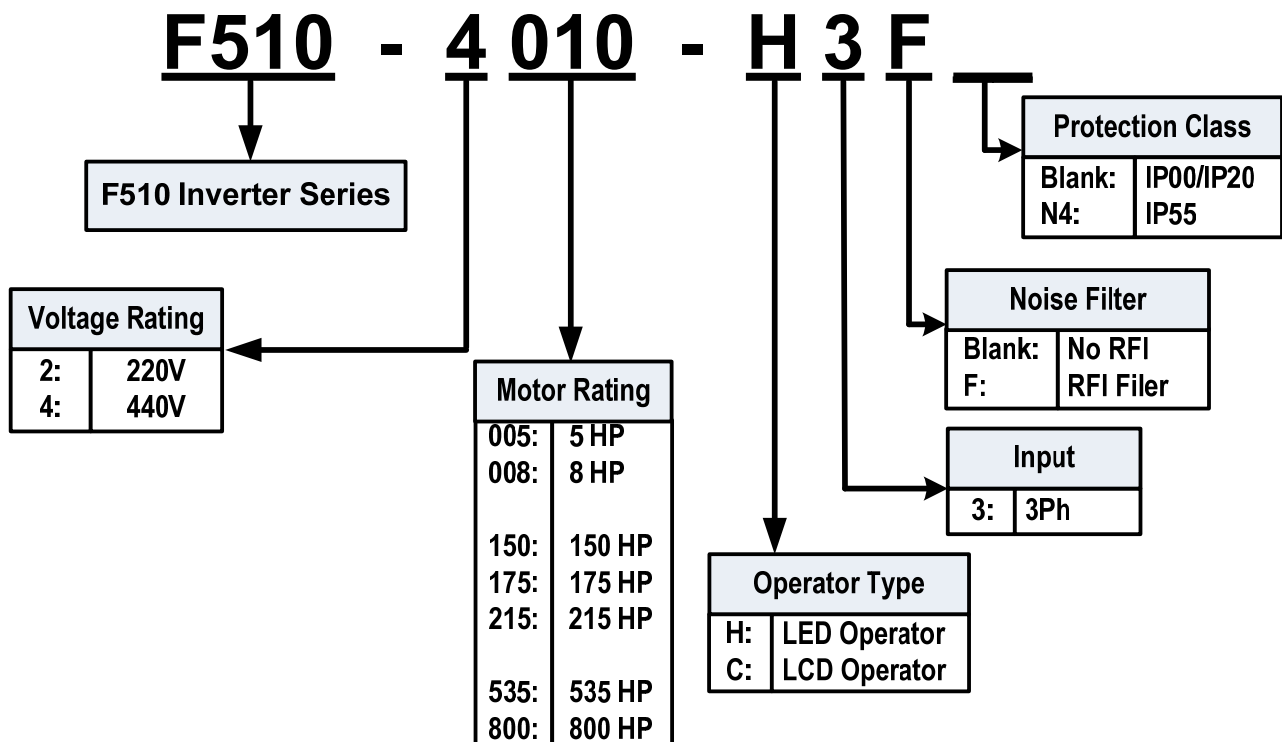 F510 - 4 010 - H 3 F
Protection Class
Blank: IP00/IP20
N4: IP55
F510 Inverter Series
Noise Filter
Blank: No RFI
F: RFI Filer
Voltage Rating
2: 220V
4: 440V
Motor Rating
005: 5 HP
008: 8 HP
150: 150 HP
175: 175 HP
215: 215 HP
535: 535 HP
800: 800 HP
Input
3: 3Ph
Operator Type
H: LED Operator
C: LCD Operator